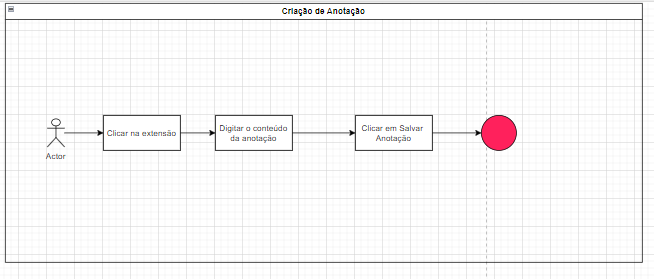 Criação de Anotação
Clicar na extensão
Digitar o conteúdo
da anotação
Clicar em Salvar
Anotação
Actor